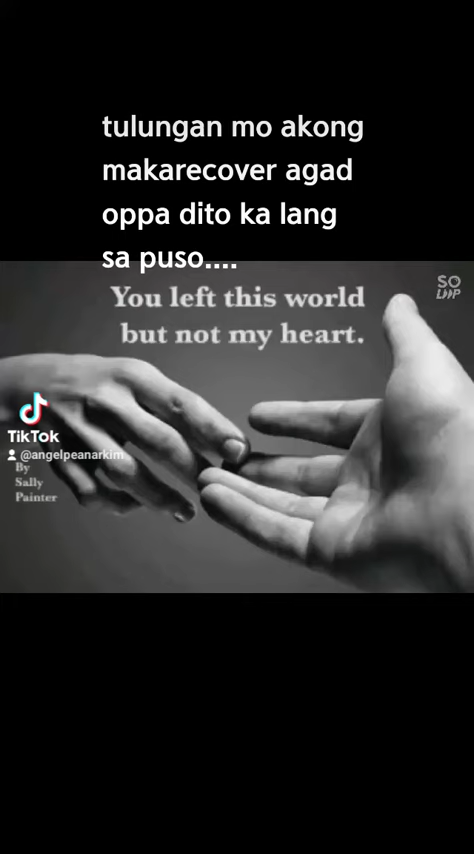 tulungan mo akong
makarecover agad
oppa dito ka lang
sa puso....
You left this world
but not my heart.
SO
LOOP
TikTok
@angelpeanarkim
By
Sally
Painter